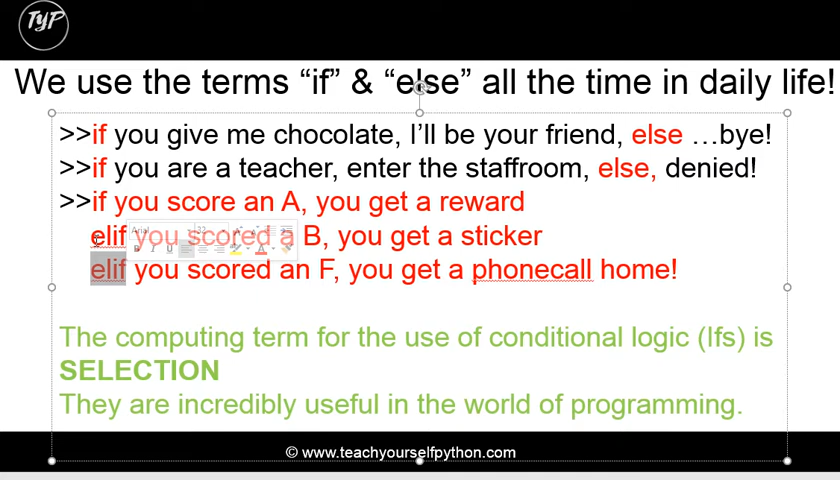 TYP
We use the terms “if” & “else” all the time in daily life!
>>if you give me chocolate, I’ll be your friend, else …bye!
>>if you are a teacher, enter the staffroom, else, denied!
>>if you score an A, you get a reward
elif you scored a B, you get a sticker
Arial 32
B I U
elif you scored an F, you get a phonecall home!
The computing term for the use of conditional logic (Ifs) is
SELECTION
They are incredibly useful in the world of programming.
© www.teachyourselfpython.com